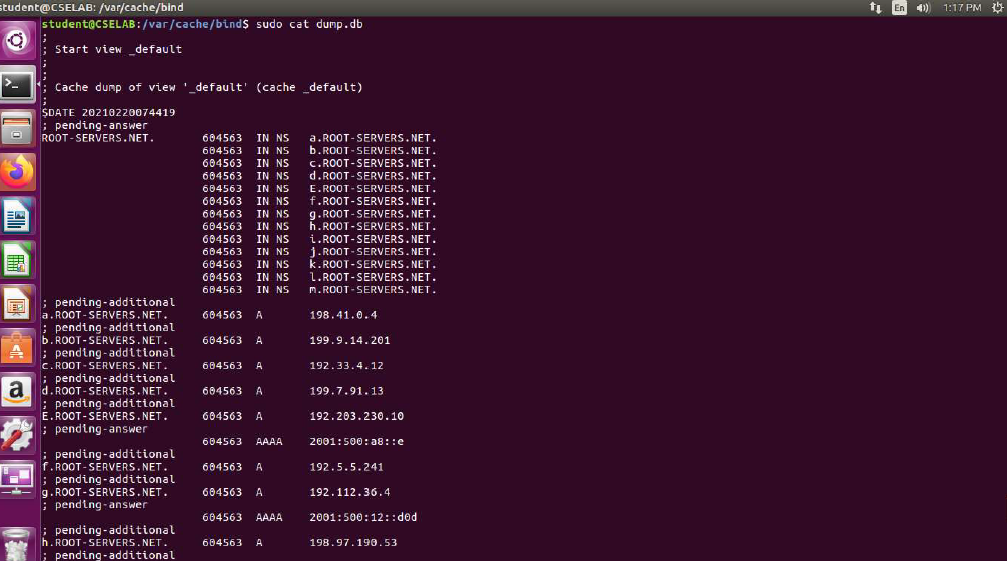 student@CSELAB: /var/cache/bind
En
1:17 PM
student@CSELAB:/var/cache/bind$ sudo cat dump.db
;
; Start view _default
;
;
; Cache dump of view '_default' (cache _default)
;
$DATE 20210220074419
; pending-answer
ROOT-SERVERS.NET. 604563 IN NS a.ROOT-SERVERS.NET.
604563 IN NS b.ROOT-SERVERS.NET.
604563 IN NS c.ROOT-SERVERS.NET.
604563 IN NS d.ROOT-SERVERS.NET.
604563 IN NS E.ROOT-SERVERS.NET.
604563 IN NS f.ROOT-SERVERS.NET.
604563 IN NS g.ROOT-SERVERS.NET.
604563 IN NS h.ROOT-SERVERS.NET.
604563 IN NS i.ROOT-SERVERS.NET.
604563 IN NS j.ROOT-SERVERS.NET.
604563 IN NS k.ROOT-SERVERS.NET.
604563 IN NS l.ROOT-SERVERS.NET.
604563 IN NS m.ROOT-SERVERS.NET.
; pending-additional
a.ROOT-SERVERS.NET. 604563 A 198.41.0.4
; pending-additional
b.ROOT-SERVERS.NET. 604563 A 199.9.14.201
; pending-additional
c.ROOT-SERVERS.NET. 604563 A 192.33.4.12
; pending-additional
d.ROOT-SERVERS.NET. 604563 A 199.7.91.13
; pending-additional
E.ROOT-SERVERS.NET. 604563 A 192.203.230.10
; pending-answer
604563 AAAA 2001:500:a8::e
; pending-additional
f.ROOT-SERVERS.NET. 604563 A 192.5.5.241
; pending-additional
g.ROOT-SERVERS.NET. 604563 A 192.112.36.4
; pending-answer
604563 AAAA 2001:500:12::d0d
; pending-additional
h.ROOT-SERVERS.NET. 604563 A 198.97.190.53
; pending-additional